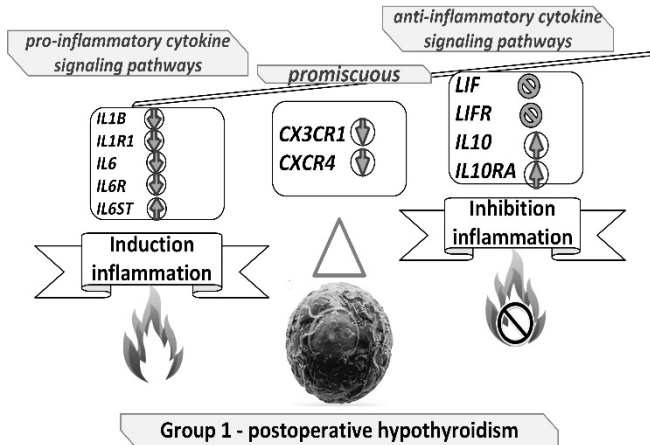 pro-inflammatory cytokine
signaling pathways
promiscuous
anti-inflammatory cytokine
signaling pathways
IL1B
IL1R1
IL6
IL6R
IL6ST
CX3CR1
CXCR4
LIF
LIFR
IL10
IL10RA
Induction
inflammation
Inhibition
inflammation
Group 1 - postoperative hypothyroidism